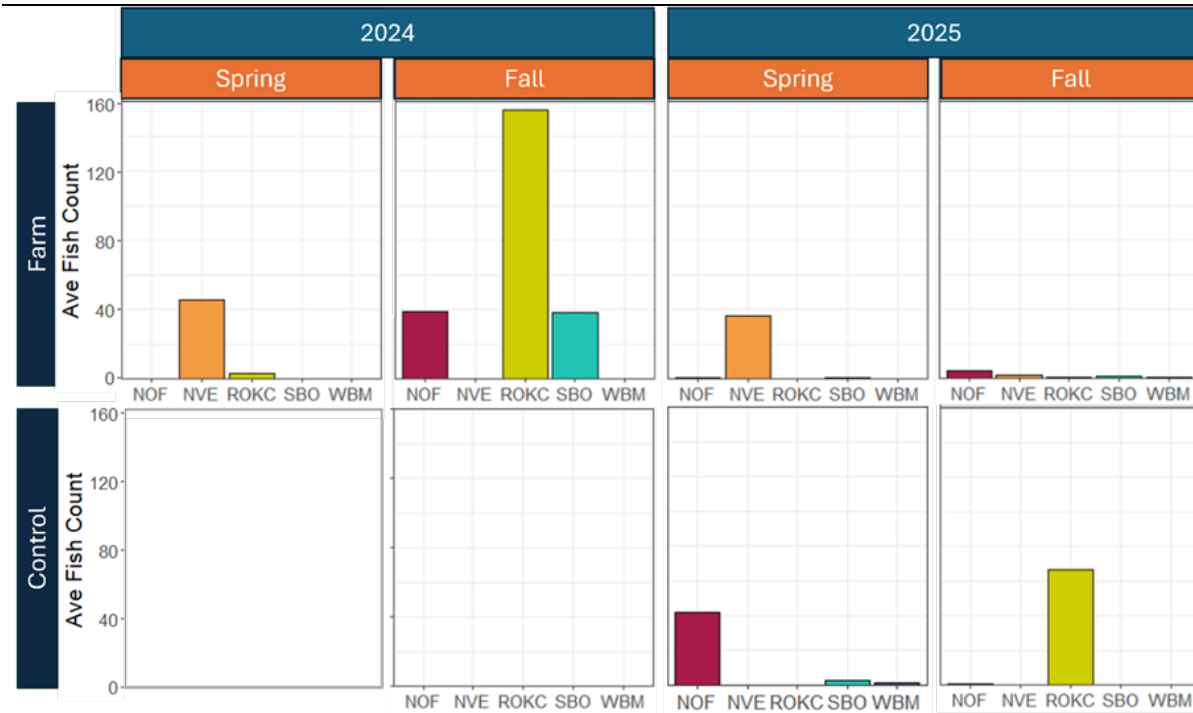 2024 2025
Spring Fall Spring Fall
Farm
Ave Fish Count
160
120
80
40
0
NOF NVE ROKC SBO WBM NOF NVE ROKC SBO WBM NOF NVE ROKC SBO WBM NOF NVE ROKC SBO WBM
Control
Ave Fish Count
160
120
80
40
0
NOF NVE ROKC SBO WBM NOF NVE ROKC SBO WBM NOF NVE ROKC SBO WBM